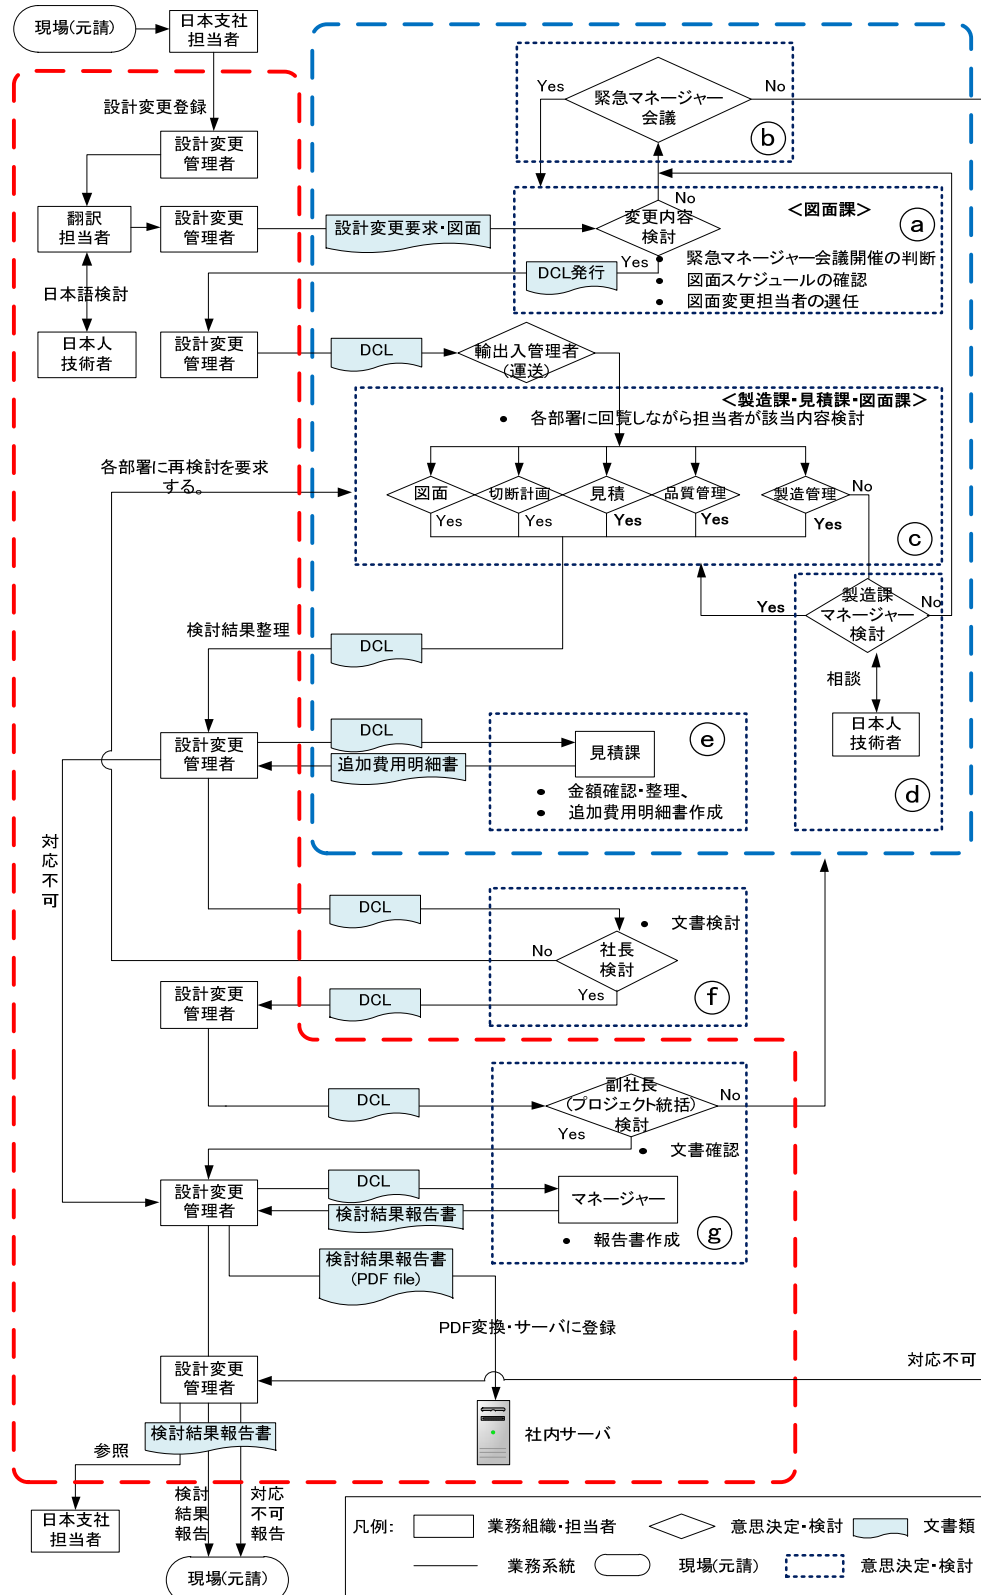 現場(元請)
日本支社
担当者
設計変更登録
設計変更
管理者
翻訳
担当者
設計変更
管理者
設計変更要求・図面
日本語検討
日本人
技術者
設計変更
管理者
緊急マネージャー
会議
Yes
No
b
<図面課>
a
変更内容
検討
No
Yes
DCL発行
• 緊急マネージャー会議開催の判断
• 図面スケジュールの確認
• 図面変更担当者の選任
DCL
輸出入管理者
(運送)
<製造課・見積課・図面課>
• 各部署に回覧しながら担当者が該当内容検討
各部署に再検討を要求
する。
図面
切断計画
見積
品質管理
製造管理
No
Yes
Yes
Yes
Yes
Yes
c
製造課
マネージャー
検討
Yes
No
相談
日本人
技術者
d
検討結果整理
DCL
設計変更
管理者
DCL
追加費用明細書
見積課
e
• 金額確認・整理、
• 追加費用明細書作成
対応不可
DCL
• 文書検討
社長
検討
No
Yes
f
設計変更
管理者
DCL
DCL
副社長
(プロジェクト統括)
検討
No
Yes
• 文書確認
設計変更
管理者
DCL
検討結果報告書
マネージャー
• 報告書作成
g
検討結果報告書
(PDF file)
PDF変換・サーバに登録
設計変更
管理者
対応不可
社内サーバ
検討結果報告書
参照
日本支社
担当者
検討
結果
報告
対応
不可
報告
現場(元請)
凡例:
業務組織・担当者
意思決定・検討
文書類
業務系統
現場(元請)
意思決定・検討